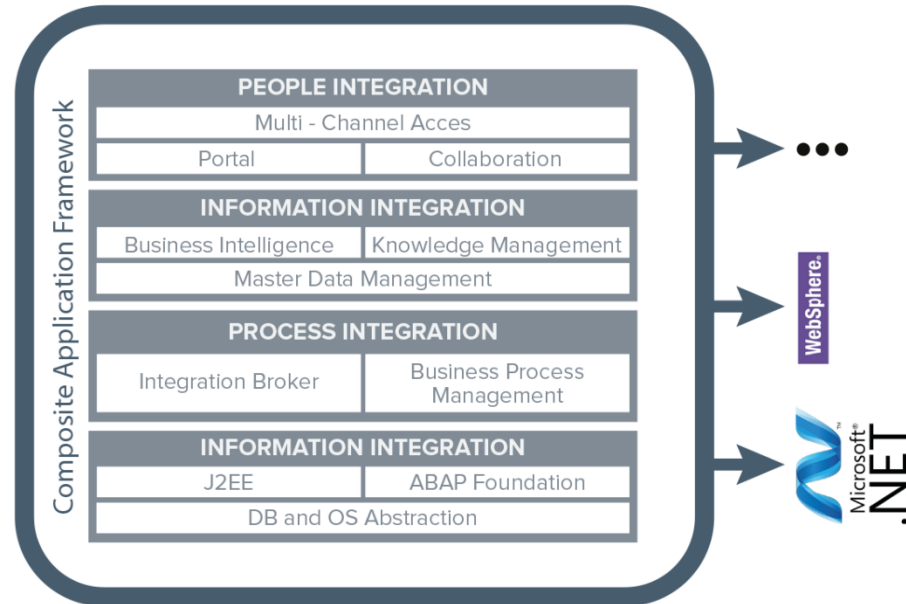 Composite Application Framework
PEOPLE INTEGRATION
Multi - Channel Acces
Portal
Collaboration
INFORMATION INTEGRATION
Business Intelligence
Knowledge Management
Master Data Management
PROCESS INTEGRATION
Integration Broker
Business Process
Management
INFORMATION INTEGRATION
J2EE
ABAP Foundation
DB and OS Abstraction
WebSphere®
Microsoft®
.NET™